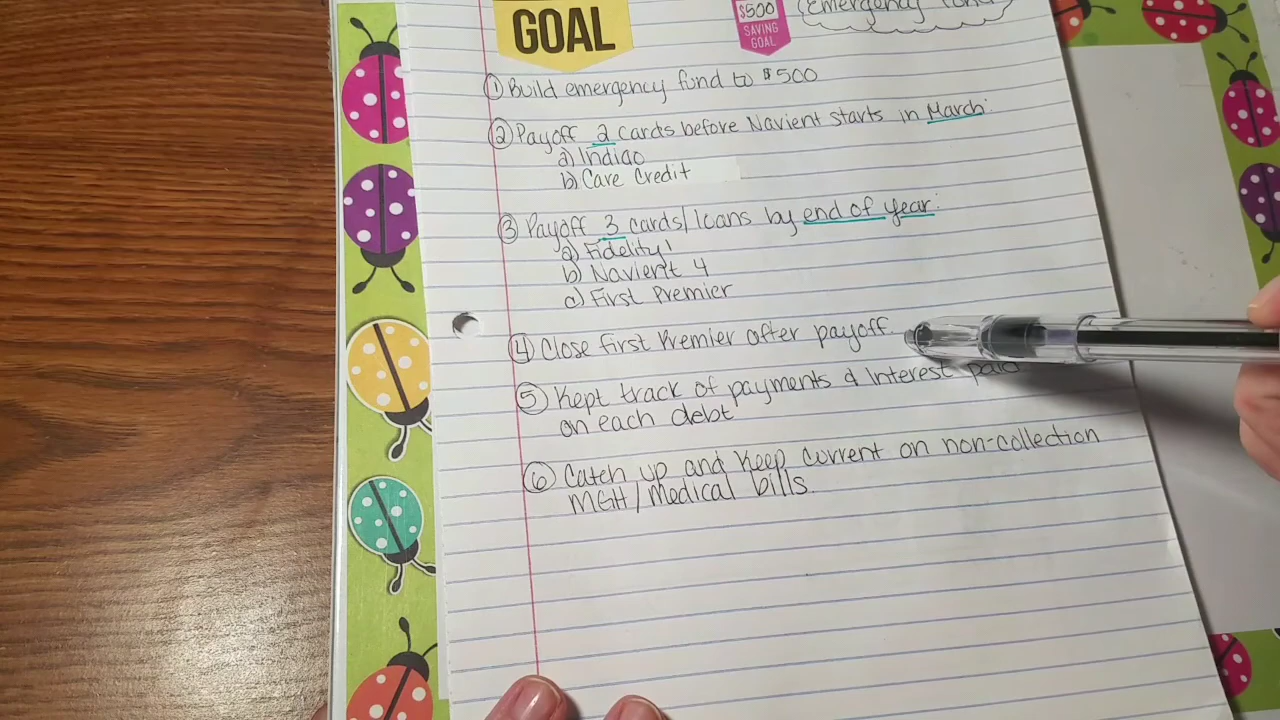 GOAL
$500
SAVING
GOAL
Emergency Fund
① Build emergency fund to $500
② Payoff 2 cards before Navient starts in March:
a) Indigo
b) Care Credit
③ Payoff 3 cards/loans by end of year:
a) Fidelity!
b) Navient 4
c) First Premier
④ Close First Premier after payoff.
⑤ Kept track of payments & Interest paid
on each debt
⑥ Catch up and keep current on non-collection
MGH/Medical bills.